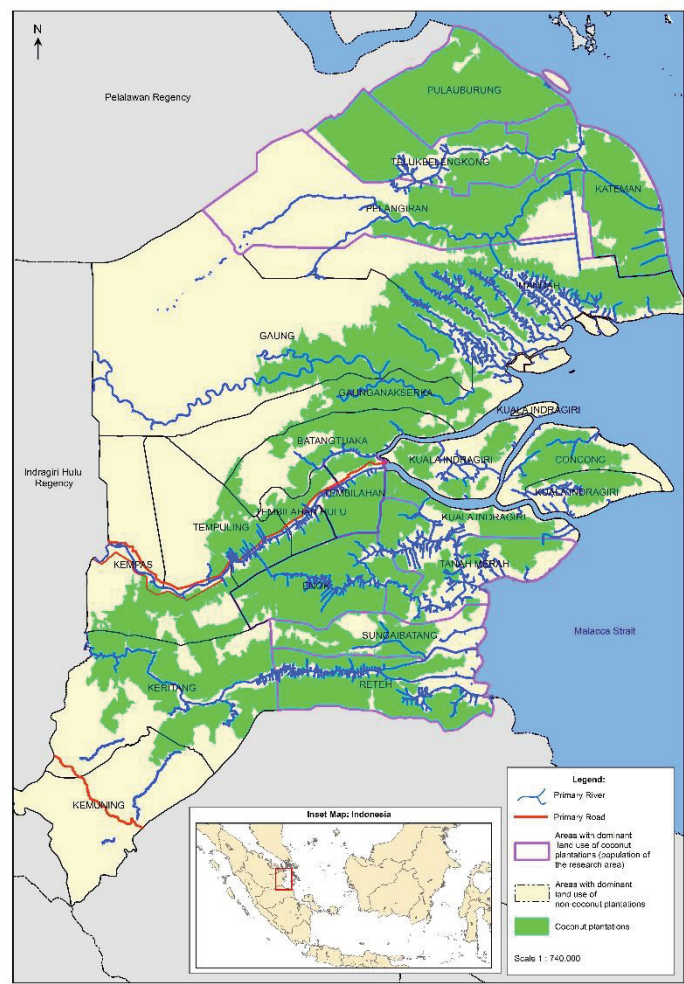 N
Pelalawan Regency
PULAUBURUNG
TELUKBELENGKONG
KATEMAN
PELANGIRAN
MANDAH
GAUNG
GAUNGANAKSERKA
KUALA INDRAGIRI
BATANGTUAKA
KUALA INDRAGIRI
CONCONG
Indragiri Hulu
Regency
TEMBILAHAN
KUALA INDRAGIRI
TEMBILAHAN HULU
KUALA INDRAGIRI
TEMPULING
KEMPAS
TANAH MERAH
ENOK
SUNGAIBATANG
Malacca Strait
RETEH
KERITANG
KEMUNING
Legend:
Primary River
Primary Road
Areas with dominant
land use of coconut
plantations (population of
the research area)
Areas with dominant
land use of
non-coconut plantations
Coconut plantations
Scale 1 : 740.000
Inset Map: Indonesia